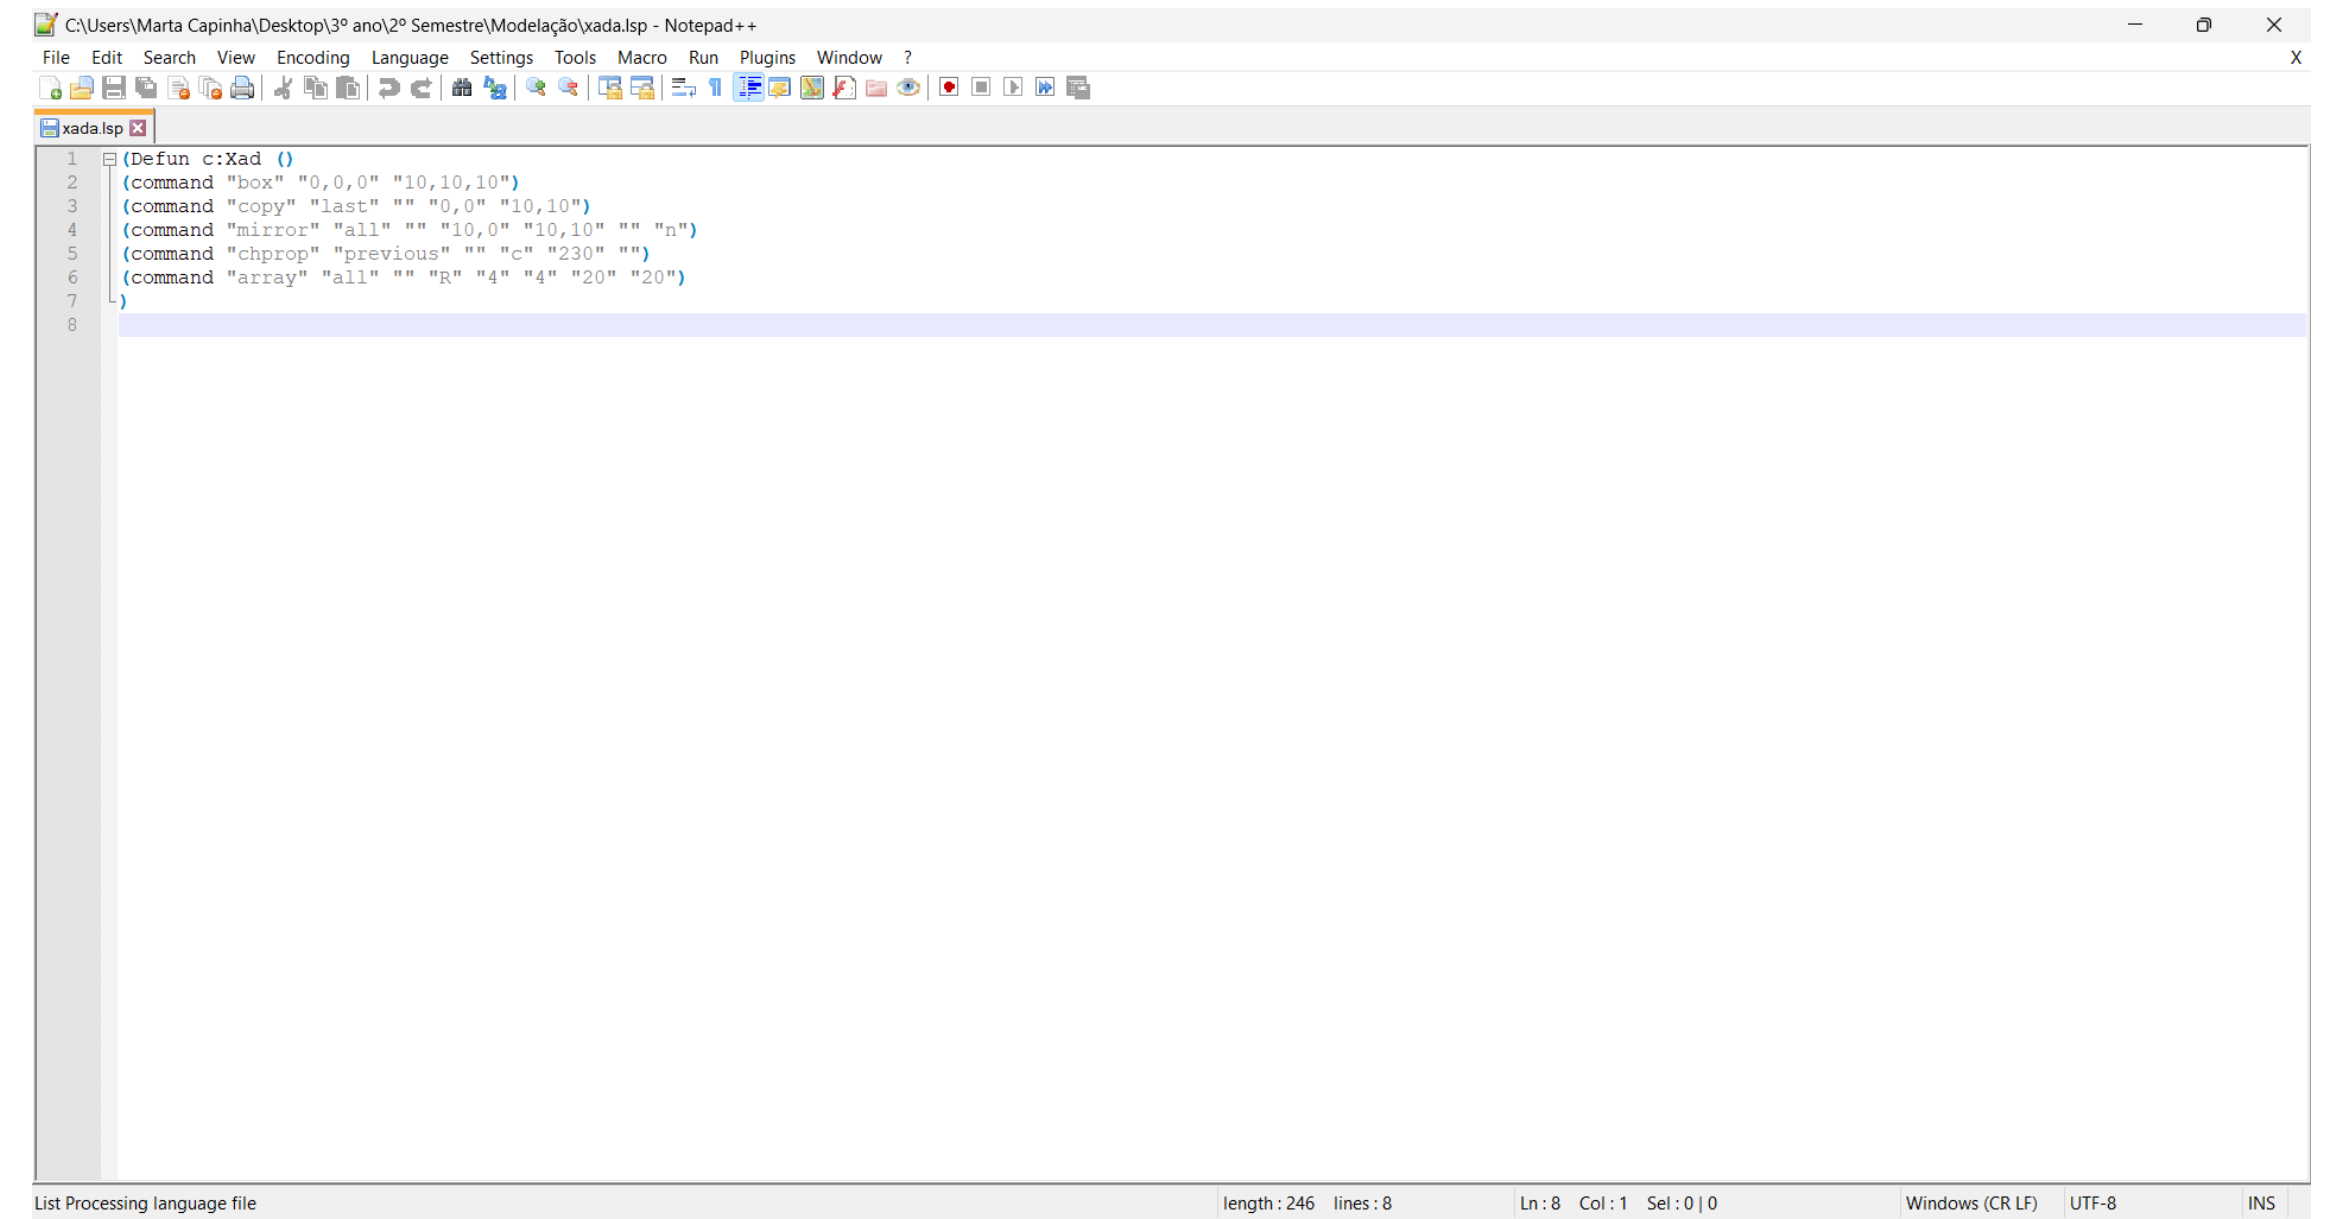 C:\Users\Marta Capinha\Desktop\3º ano\2º Semestre\Modelação\xada.lsp - Notepad++
File Edit Search View Encoding Language Settings Tools Macro Run Plugins Window ? X
xada.lsp
1 (Defun c:Xad ()
2 (command "box" "0,0,0" "10,10,10")
3 (command "copy" "last" "" "0,0" "10,10")
4 (command "mirror" "all" "" "10,0" "10,10" "" "n")
5 (command "chprop" "previous" "" "c" "230" "")
6 (command "array" "all" "" "R" "4" "4" "20" "20")
7 )
8
List Processing language file length : 246 lines : 8 Ln : 8 Col : 1 Sel : 0 | 0 Windows (CR LF) UTF-8 INS